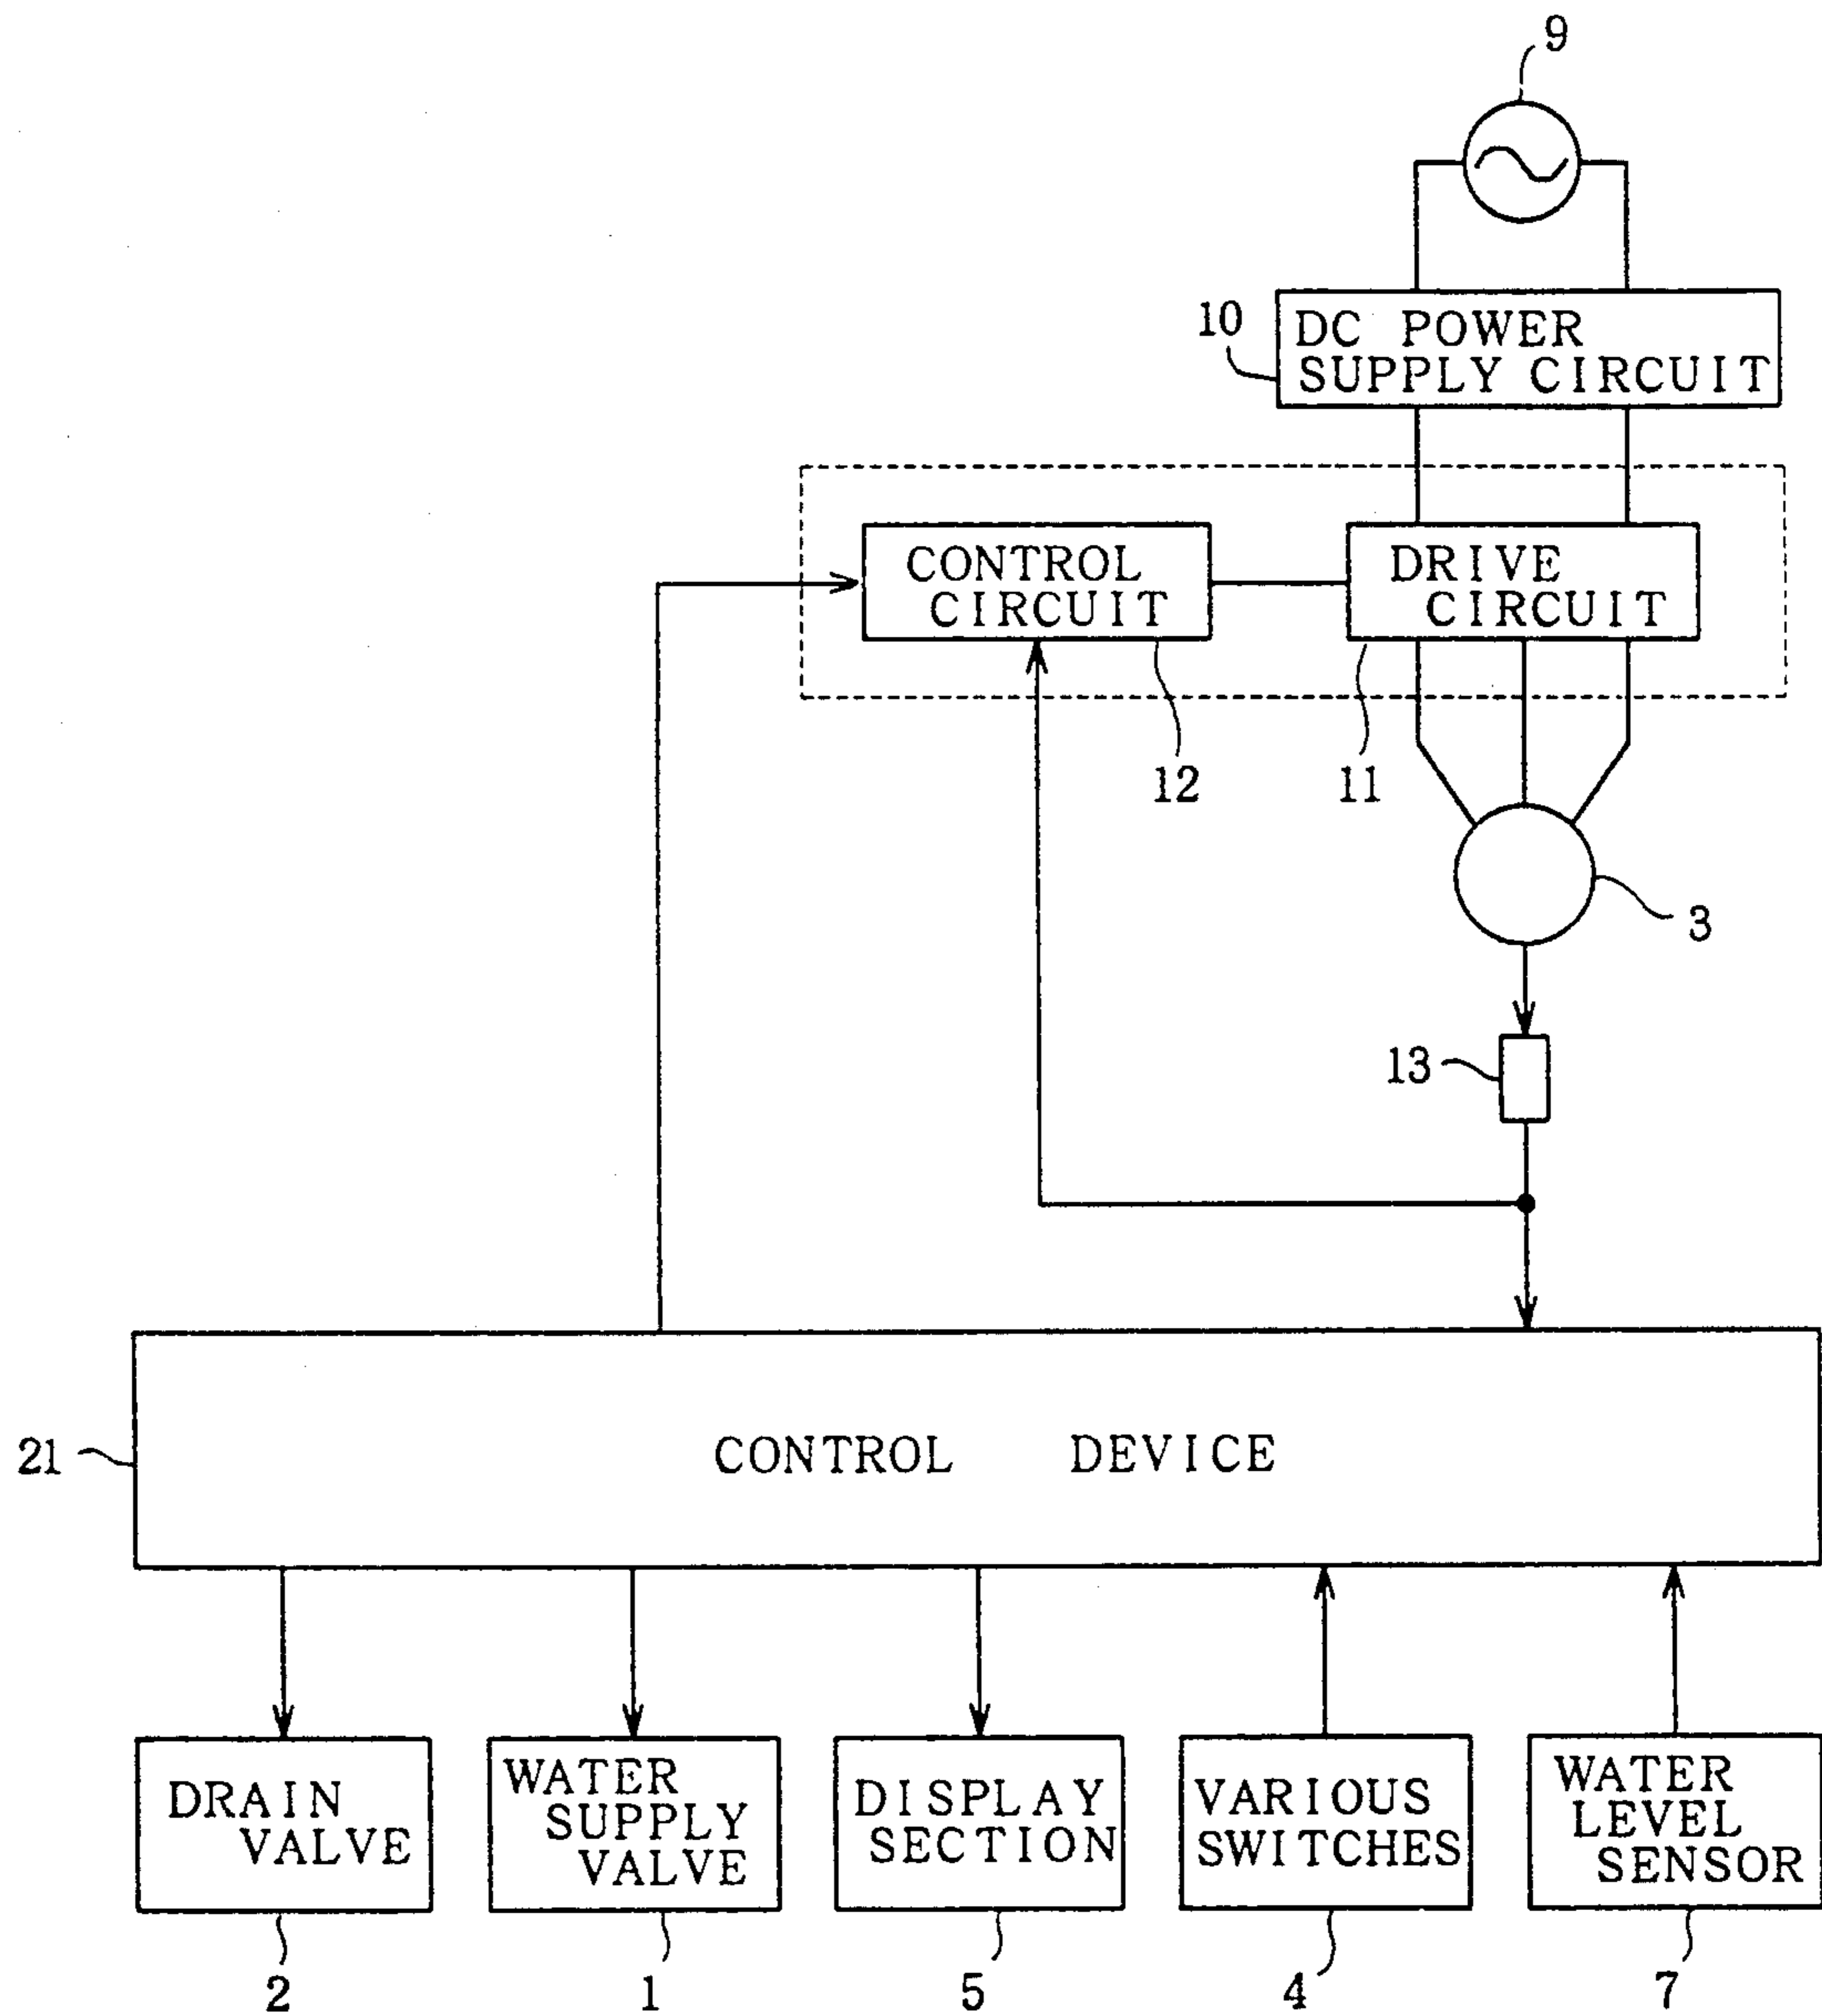 9
10
DC POWER
SUPPLY CIRCUIT
CONTROL
CIRCUIT
DRIVE
CIRCUIT
12
11
3
13
21
CONTROL DEVICE
DRAIN
VALVE
WATER
SUPPLY
VALVE
DISPLAY
SECTION
VARIOUS
SWITCHES
WATER
LEVEL
SENSOR
2
1
5
4
7